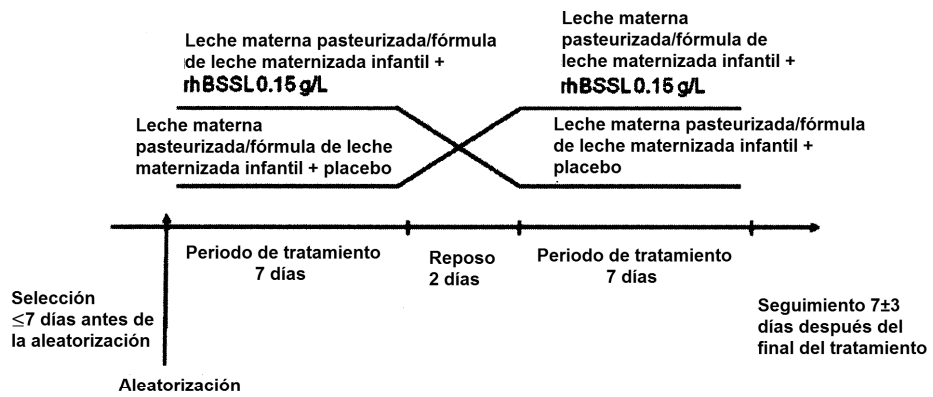 Leche materna pasteurizada/fórmula
de leche maternizada infantil +
rhBSSL 0.15 g/L
Leche materna
pasteurizada/fórmula de
leche maternizada infantil +
rhBSSL 0.15 g/L
Leche materna
pasteurizada/fórmula de leche
maternizada infantil + placebo
Leche materna pasteurizada/fórmula
de leche maternizada infantil +
placebo
Periodo de tratamiento
7 días
Reposo
2 días
Periodo de tratamiento
7 días
Selección
≤7 días antes de
la aleatorización
Seguimiento 7±3
días después del
final del tratamiento
Aleatorización